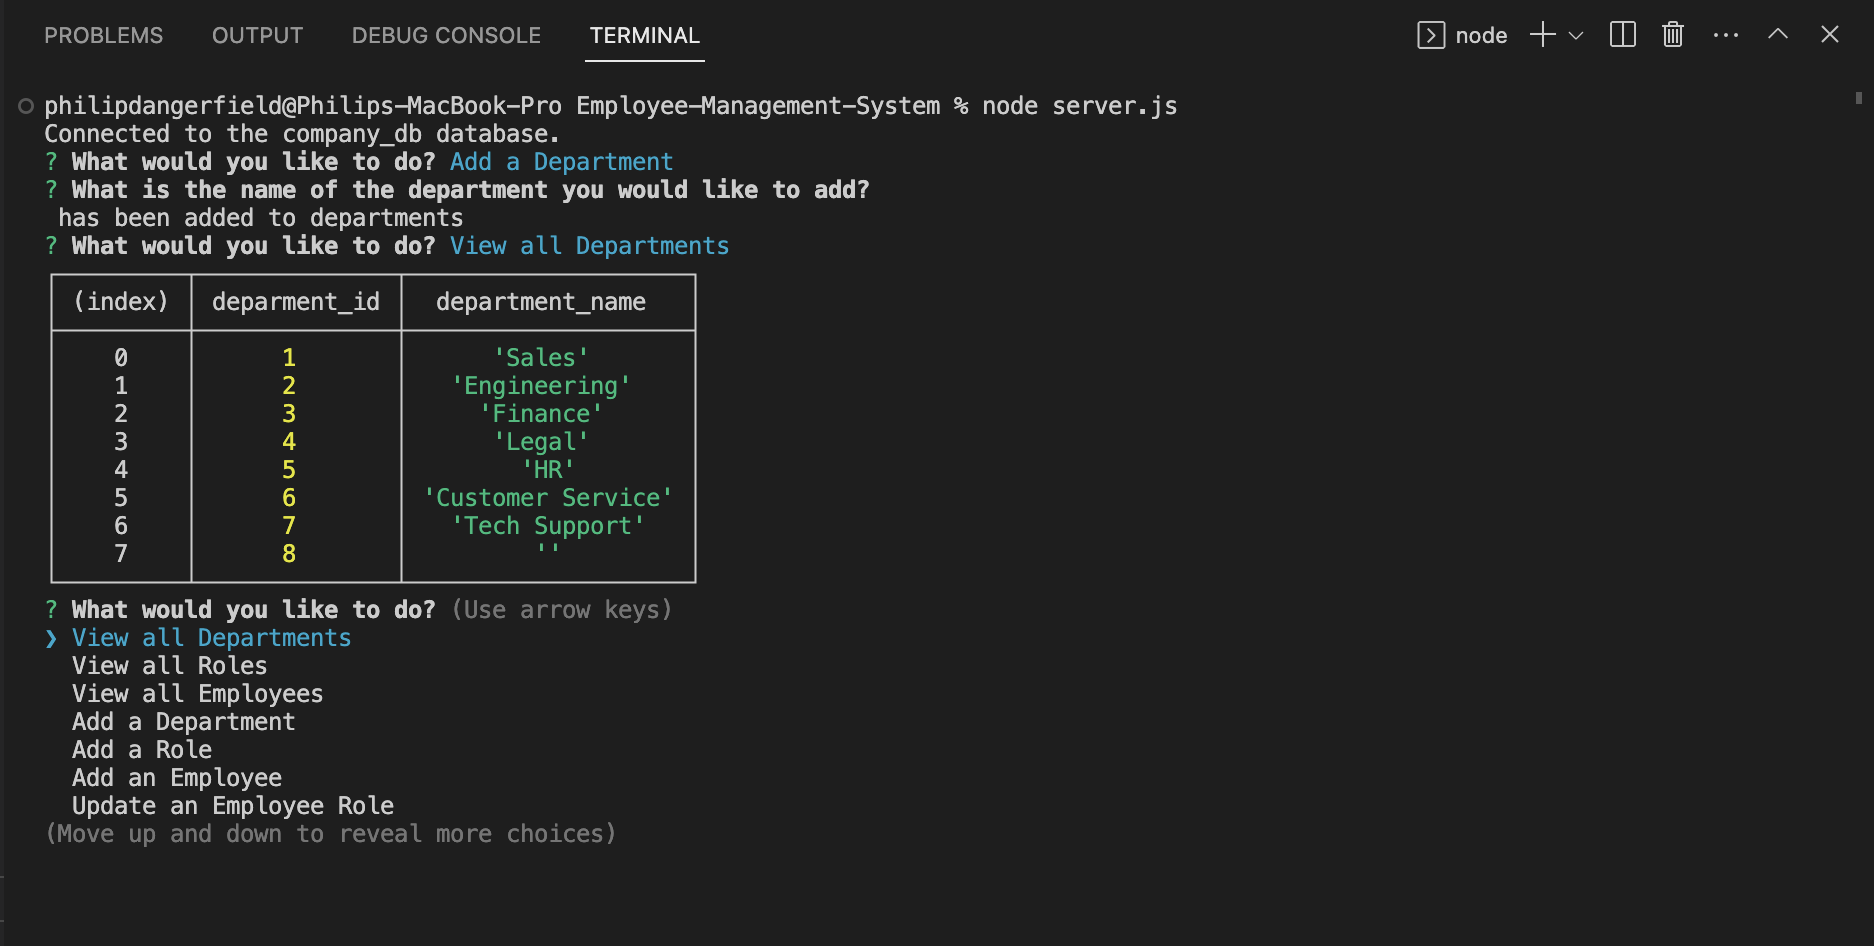 PROBLEMS OUTPUT DEBUG CONSOLE TERMINAL node
philipdangerfield@Philips-MacBook-Pro Employee-Management-System % node server.js
Connected to the company_db database.
? What would you like to do? Add a Department
? What is the name of the department you would like to add?
has been added to departments
? What would you like to do? View all Departments
(index) deparment_id department_name
0 1 'Sales'
1 2 'Engineering'
2 3 'Finance'
3 4 'Legal'
4 5 'HR'
5 6 'Customer Service'
6 7 'Tech Support'
7 8 ''
? What would you like to do? (Use arrow keys)
❯ View all Departments
View all Roles
View all Employees
Add a Department
Add a Role
Add an Employee
Update an Employee Role
(Move up and down to reveal more choices)